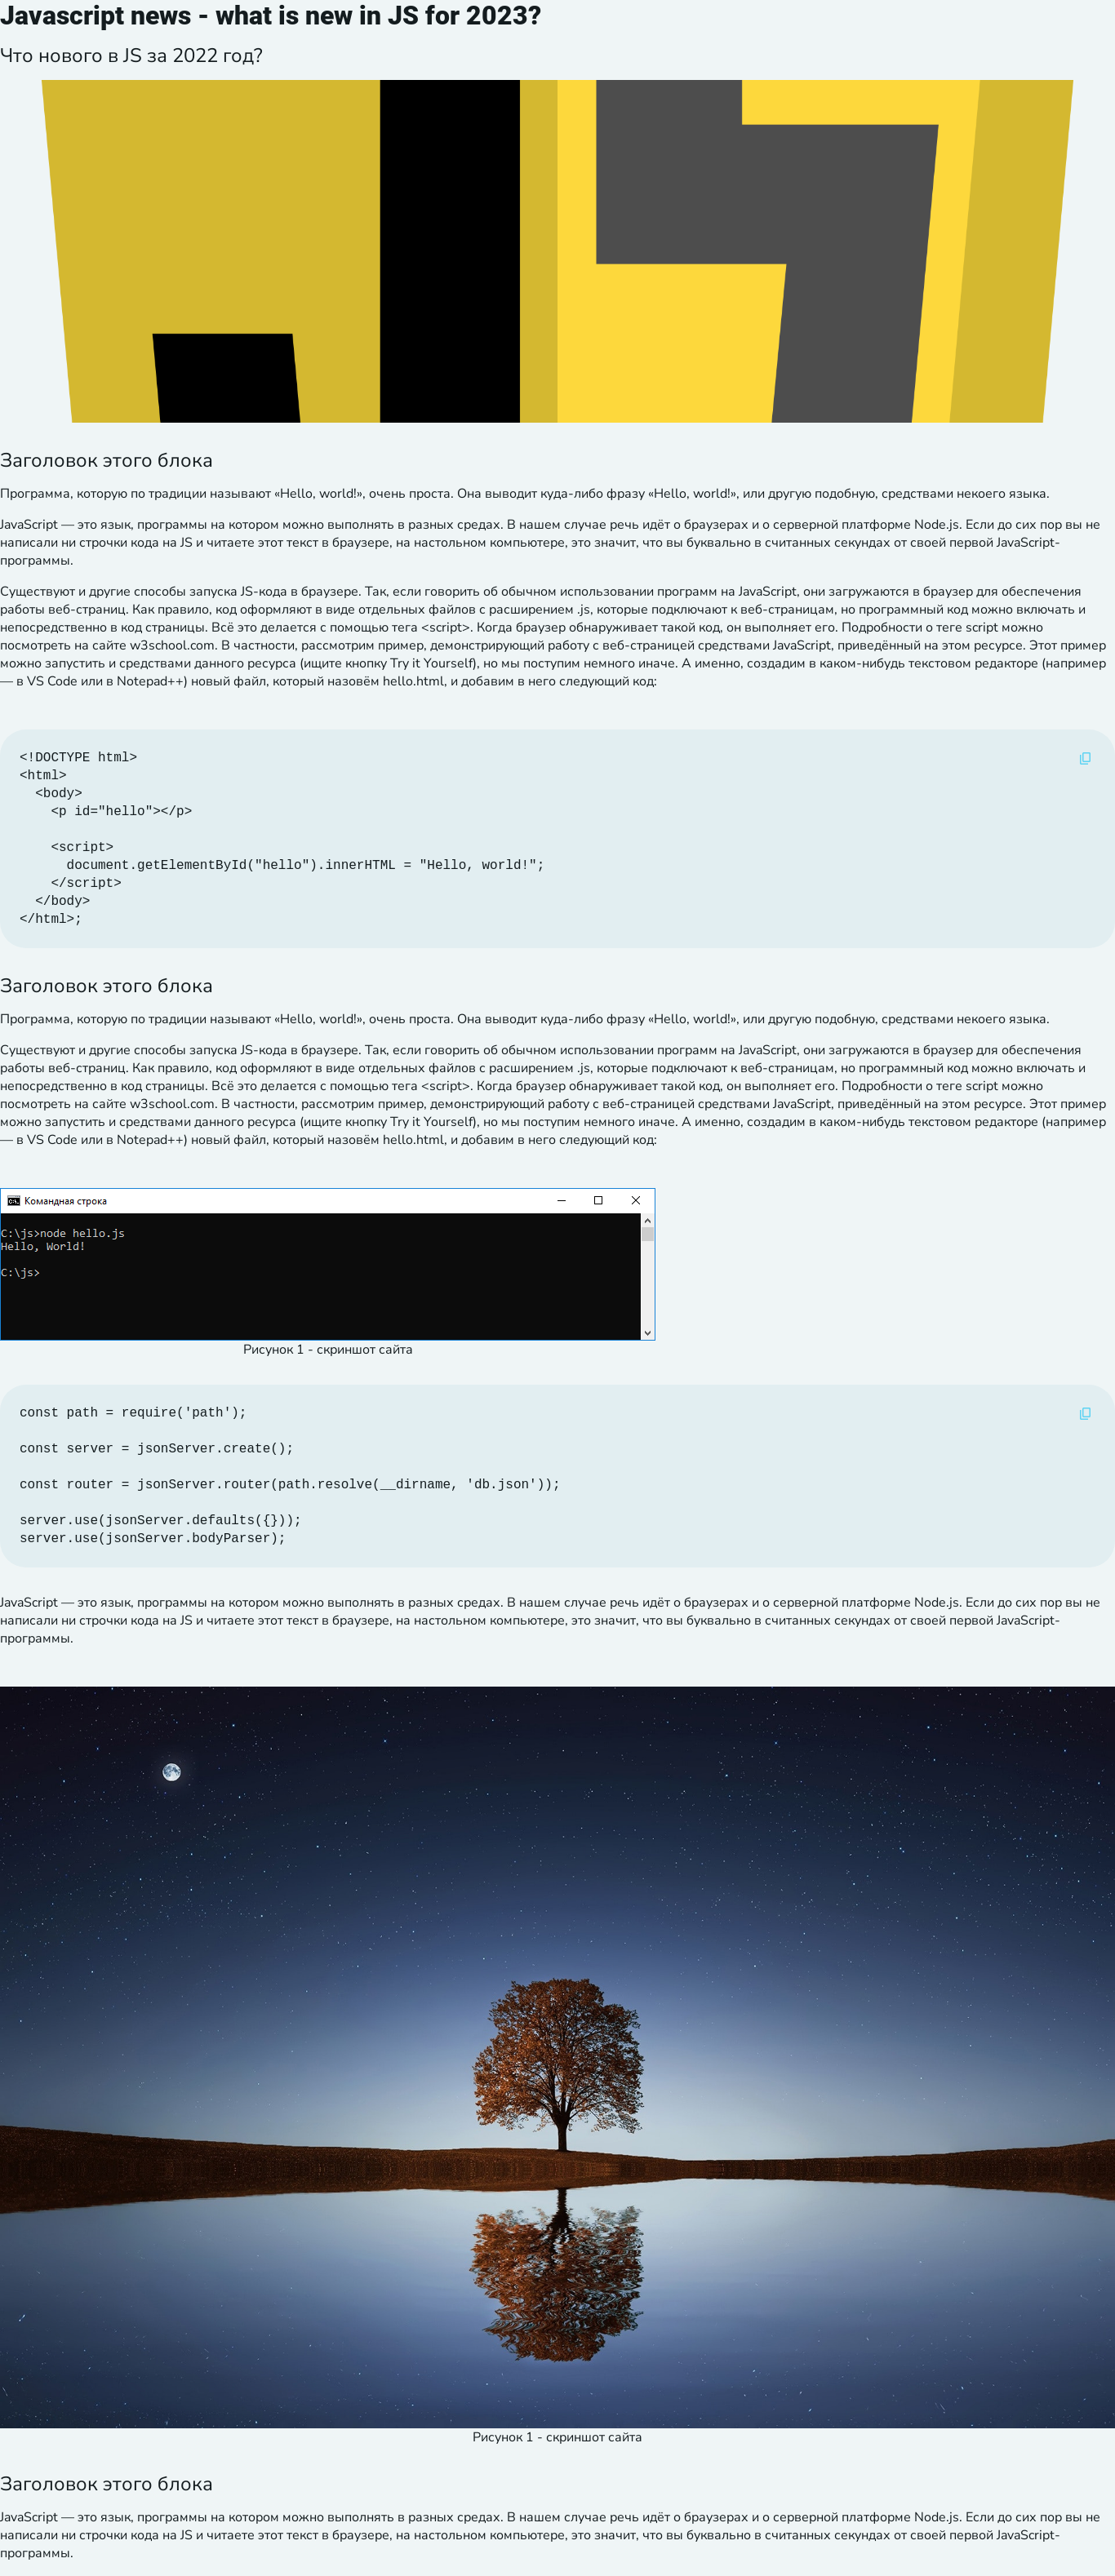 Javascript news - what is new in JS for 2023?
Что нового в JS за 2022 год?
Заголовок этого блока
Программа, которую по традиции называют «Hello, world!», очень проста. Она выводит куда-либо фразу «Hello, world!», или другую подобную, средствами некоего языка.
JavaScript — это язык, программы на котором можно выполнять в разных средах. В нашем случае речь идёт о браузерах и о серверной платформе Node.js. Если до сих пор вы не
написали ни строчки кода на JS и читаете этот текст в браузере, на настольном компьютере, это значит, что вы буквально в считанных секундах от своей первой JavaScript-
программы.
Существуют и другие способы запуска JS-кода в браузере. Так, если говорить об обычном использовании программ на JavaScript, они загружаются в браузер для обеспечения
работы веб-страниц. Как правило, код оформляют в виде отдельных файлов с расширением .js, которые подключают к веб-страницам, но программный код можно включать и
непосредственно в код страницы. Всё это делается с помощью тега <script>. Когда браузер обнаруживает такой код, он выполняет его. Подробности о теге script можно
посмотреть на сайте w3school.com. В частности, рассмотрим пример, демонстрирующий работу с веб-страницей средствами JavaScript, приведённый на этом ресурсе. Этот пример
можно запустить и средствами данного ресурса (ищите кнопку Try it Yourself), но мы поступим немного иначе. А именно, создадим в каком-нибудь текстовом редакторе (например
— в VS Code или в Notepad++) новый файл, который назовём hello.html, и добавим в него следующий код:
<!DOCTYPE html>
<html>
  <body>
    <p id="hello"></p>
    <script>
      document.getElementById("hello").innerHTML = "Hello, world!";
    </script>
  </body>
</html>;
Заголовок этого блока
Программа, которую по традиции называют «Hello, world!», очень проста. Она выводит куда-либо фразу «Hello, world!», или другую подобную, средствами некоего языка.
Существуют и другие способы запуска JS-кода в браузере. Так, если говорить об обычном использовании программ на JavaScript, они загружаются в браузер для обеспечения
работы веб-страниц. Как правило, код оформляют в виде отдельных файлов с расширением .js, которые подключают к веб-страницам, но программный код можно включать и
непосредственно в код страницы. Всё это делается с помощью тега <script>. Когда браузер обнаруживает такой код, он выполняет его. Подробности о теге script можно
посмотреть на сайте w3school.com. В частности, рассмотрим пример, демонстрирующий работу с веб-страницей средствами JavaScript, приведённый на этом ресурсе. Этот пример
можно запустить и средствами данного ресурса (ищите кнопку Try it Yourself), но мы поступим немного иначе. А именно, создадим в каком-нибудь текстовом редакторе (например
— в VS Code или в Notepad++) новый файл, который назовём hello.html, и добавим в него следующий код:
Командная строка
C:\js>node hello.js
Hello, World!
C:\js>
Рисунок 1 - скриншот сайта
const path = require('path');
const server = jsonServer.create();
const router = jsonServer.router(path.resolve(__dirname, 'db.json'));
server.use(jsonServer.defaults({}));
server.use(jsonServer.bodyParser);
JavaScript — это язык, программы на котором можно выполнять в разных средах. В нашем случае речь идёт о браузерах и о серверной платформе Node.js. Если до сих пор вы не
написали ни строчки кода на JS и читаете этот текст в браузере, на настольном компьютере, это значит, что вы буквально в считанных секундах от своей первой JavaScript-
программы.
Рисунок 1 - скриншот сайта
Заголовок этого блока
JavaScript — это язык, программы на котором можно выполнять в разных средах. В нашем случае речь идёт о браузерах и о серверной платформе Node.js. Если до сих пор вы не
написали ни строчки кода на JS и читаете этот текст в браузере, на настольном компьютере, это значит, что вы буквально в считанных секундах от своей первой JavaScript-
программы.